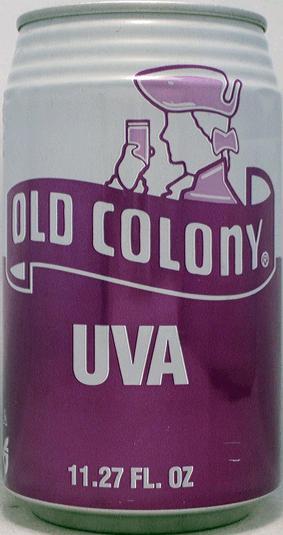 OLD COLONY®
UVA
11.27 FL. OZ